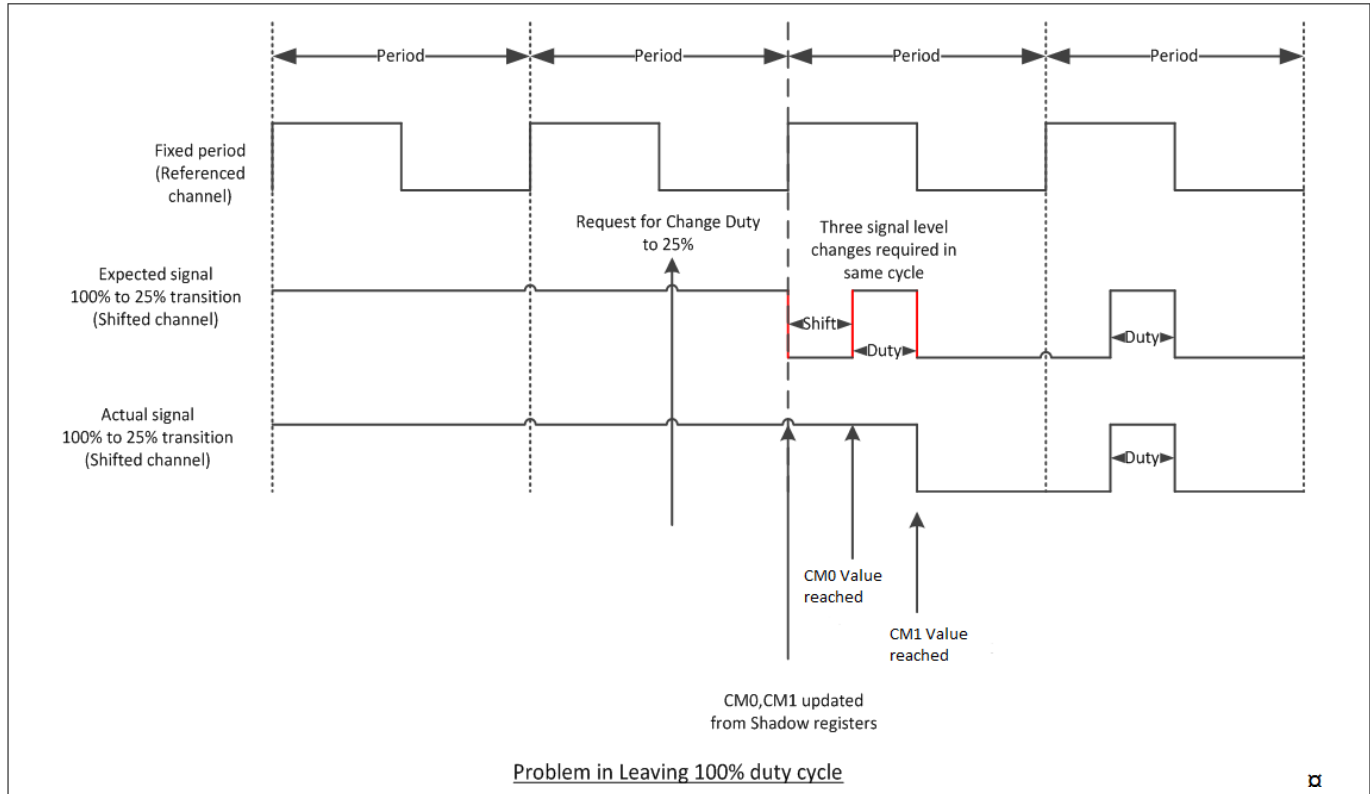 Period
Period
Period
Period
Fixed period
(Referenced
channel)
Request for Change Duty
to 25%
Three signal level
changes required in
same cycle
Expected signal
100% to 25% transition
(Shifted channel)
Shift
Duty
Duty
Actual signal
100% to 25% transition
(Shifted channel)
Duty
CM0 Value
reached
CM1 Value
reached
CM0,CM1 updated
from Shadow registers
Problem in Leaving 100% duty cycle
¤